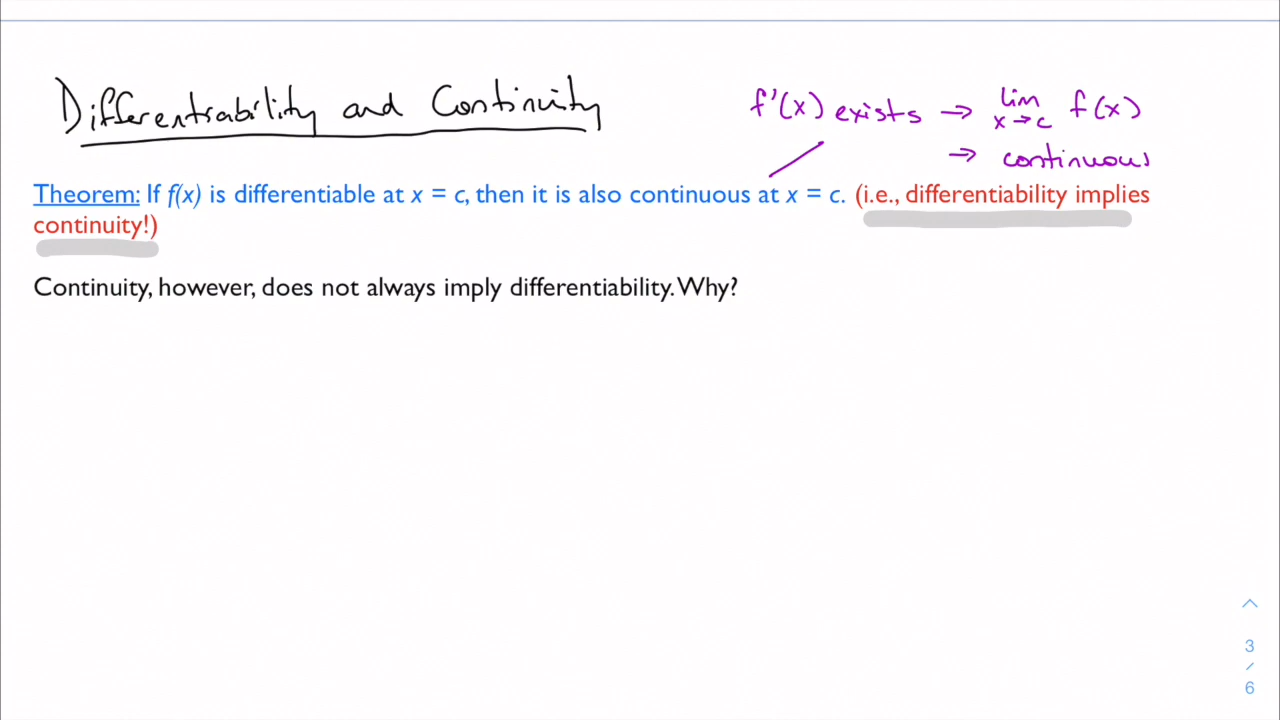 Differentiability and Continuity
f'(x) exists → lim x→c f(x)
→ continuous
Theorem: If f(x) is differentiable at x = c, then it is also continuous at x = c. (i.e., differentiability implies
continuity!)
Continuity, however, does not always imply differentiability. Why?
3
/
6